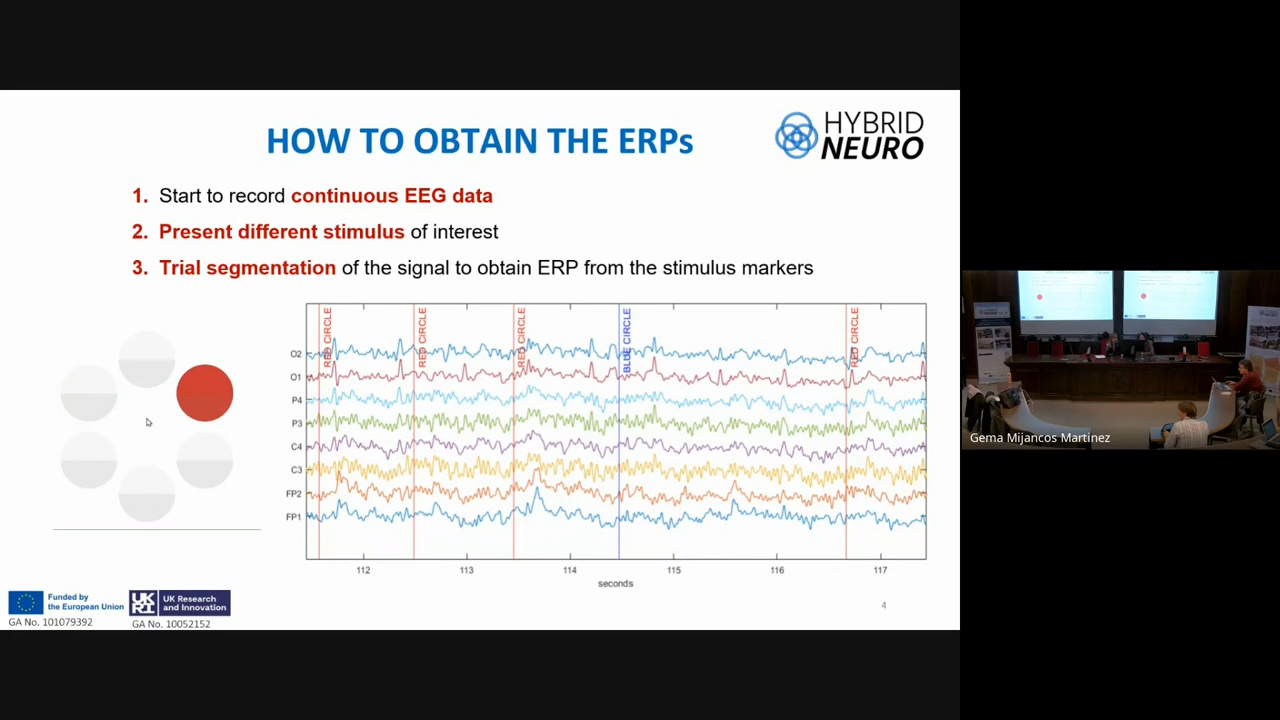 HOW TO OBTAIN THE ERPs
HYBRID
NEURO
1. Start to record continuous EEG data
2. Present different stimulus of interest
3. Trial segmentation of the signal to obtain ERP from the stimulus markers
RED CIRCLE
RED CIRCLE
RED CIRCLE
BLUE CIRCLE
RED CIRCLE
O2
O1
P4
P3
C4
C3
FP2
FP1
112 113 114 115 116 117
seconds
Funded by
the European Union
GA No. 101079392
UKRI
UK Research
and Innovation
GA No. 10052152
4
Gema Mijancos Martinez